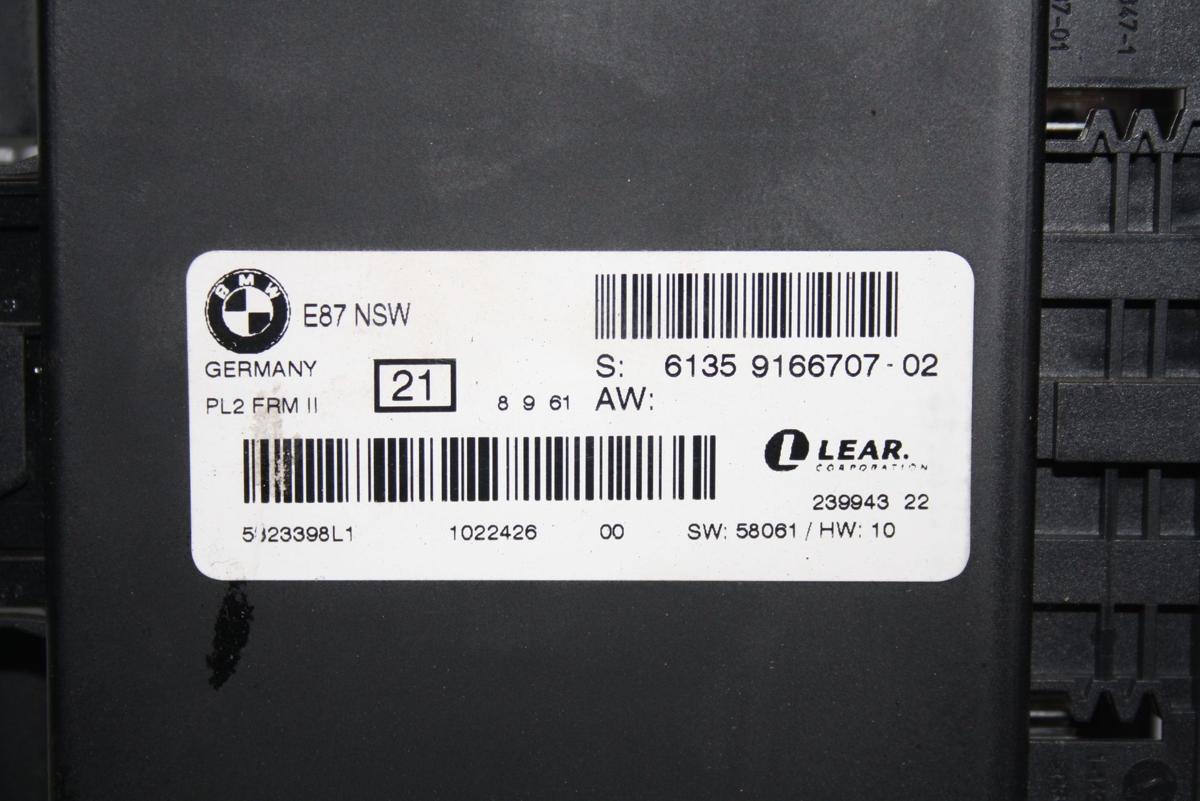 BMW
E87 NSW
GERMANY
PL2 FRM II
21
8 9 61
S: 6135 9166707-02
AW:
LEAR.
CORPORATION
239943 22
1022426 00 SW: 58061 / HW: 10